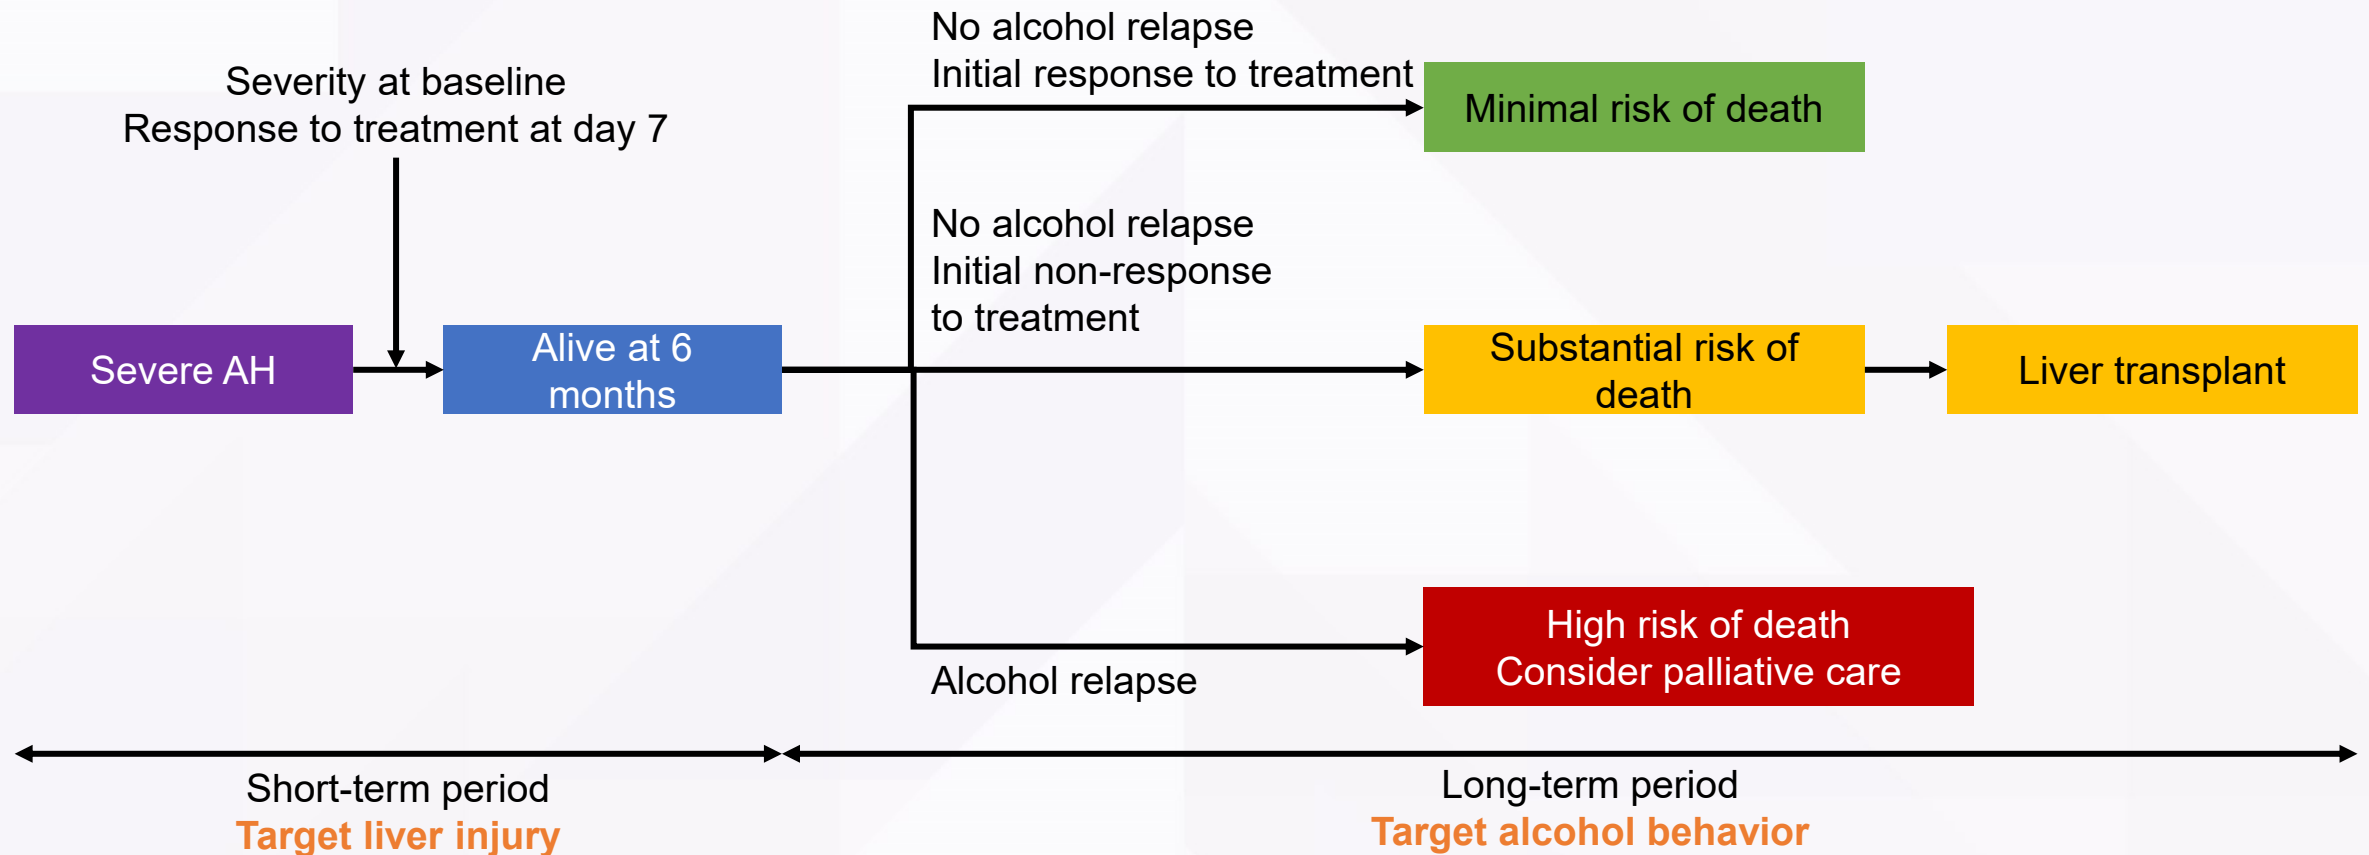 Severity at baseline
Response to treatment at day 7
No alcohol relapse
Initial response to treatment
Minimal risk of death
No alcohol relapse
Initial non-response
to treatment
Severe AH
Alive at 6
months
Substantial risk of
death
Liver transplant
Alcohol relapse
High risk of death
Consider palliative care
Short-term period
Target liver injury
Long-term period
Target alcohol behavior